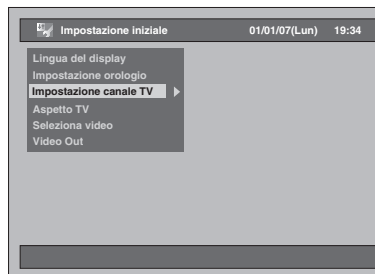 Impostazione iniziale 01/01/07(Lun) 19:34
Lingua del display
Impostazione orologio
Impostazione canale TV
Aspetto TV
Seleziona video
Video Out